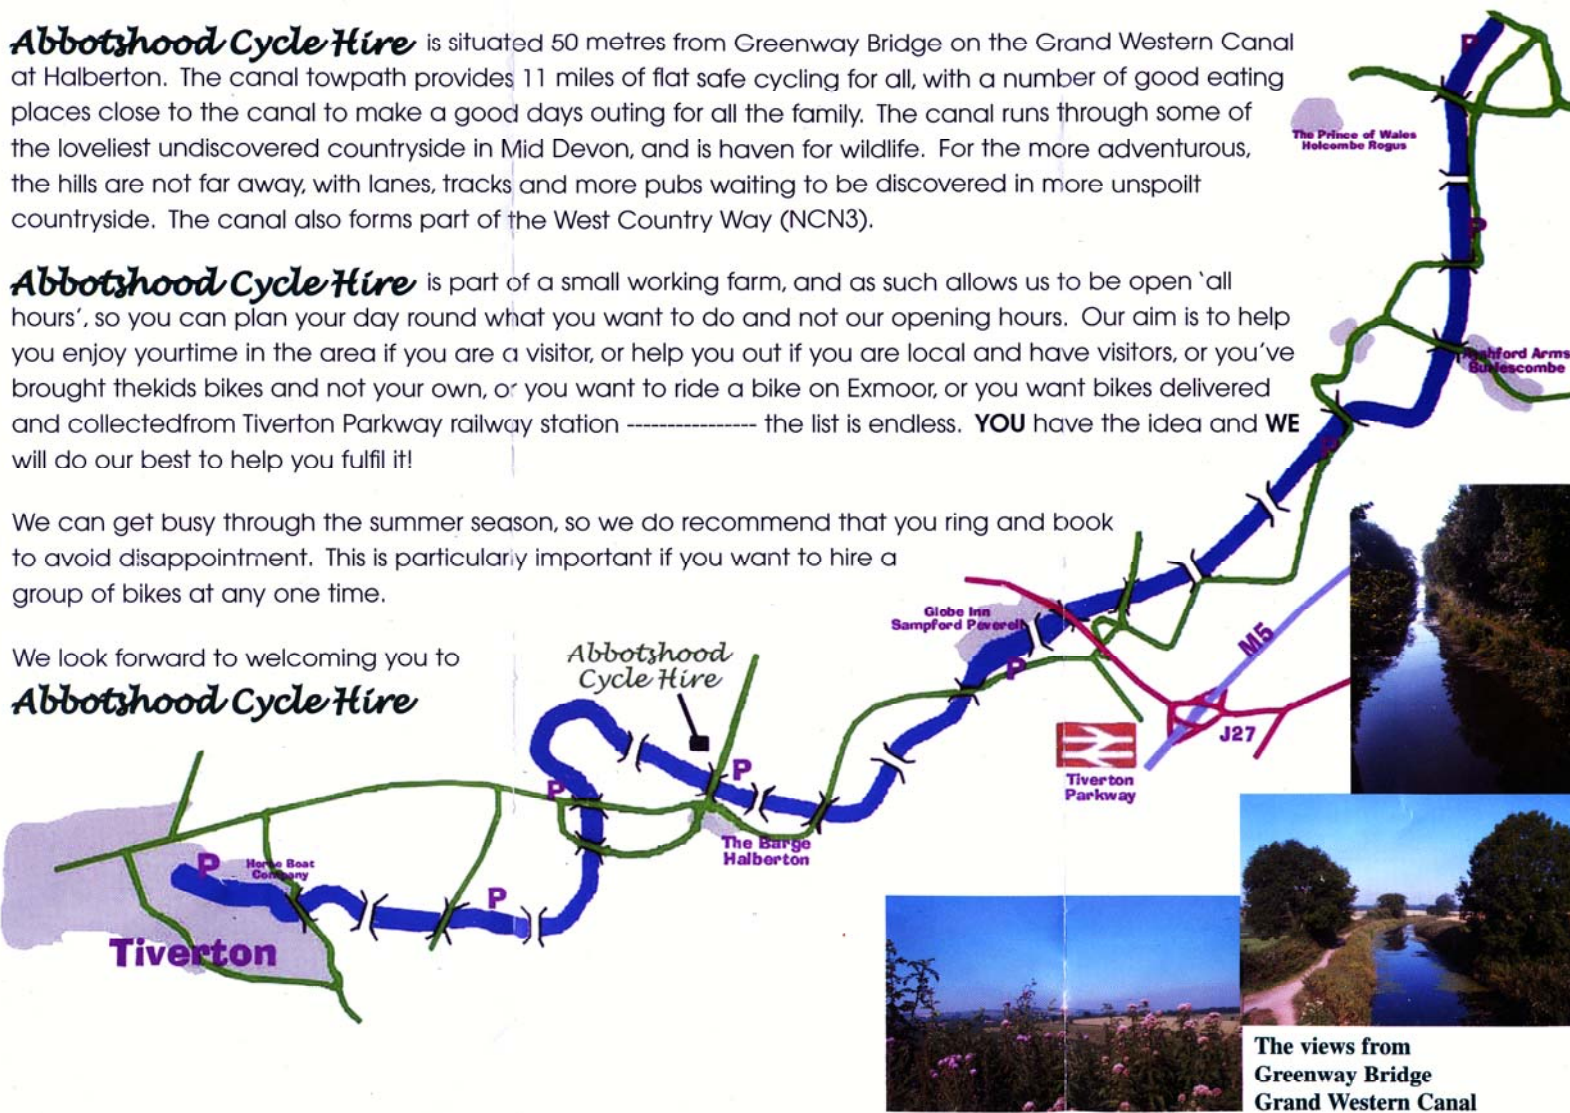 Abbotshood Cycle Hire is situated 50 metres from Greenway Bridge on the Grand Western Canal
at Halberton. The canal towpath provides 11 miles of flat safe cycling for all, with a number of good eating
places close to the canal to make a good days outing for all the family. The canal runs through some of
the loveliest undiscovered countryside in Mid Devon, and is haven for wildlife. For the more adventurous,
the hills are not far away, with lanes, tracks and more pubs waiting to be discovered in more unspoilt
countryside. The canal also forms part of the West Country Way (NCN3).
Abbotshood Cycle Hire is part of a small working farm, and as such allows us to be open 'all
hours', so you can plan your day round what you want to do and not our opening hours. Our aim is to help
you enjoy yourtime in the area if you are a visitor, or help you out if you are local and have visitors, or you've
brought thekids bikes and not your own, or you want to ride a bike on Exmoor, or you want bikes delivered
and collectedfrom Tiverton Parkway railway station ---------------- the list is endless. YOU have the idea and WE
will do our best to help you fulfil it!
We can get busy through the summer season, so we do recommend that you ring and book
to avoid disappointment. This is particularly important if you want to hire a
group of bikes at any one time.
We look forward to welcoming you to
Abbotshood Cycle Hire
P
The Prince of Wales
Holcombe Rogus
P
Ayshford Arms
Burlescombe
P
Globe Inn
Sampford Peverell
P
M5
J27
Tiverton
Parkway
Abbotshood
Cycle Hire
P
P
The Barge
Halberton
P
Horse Boat
Company
P
Tiverton
The views from
Greenway Bridge
Grand Western Canal